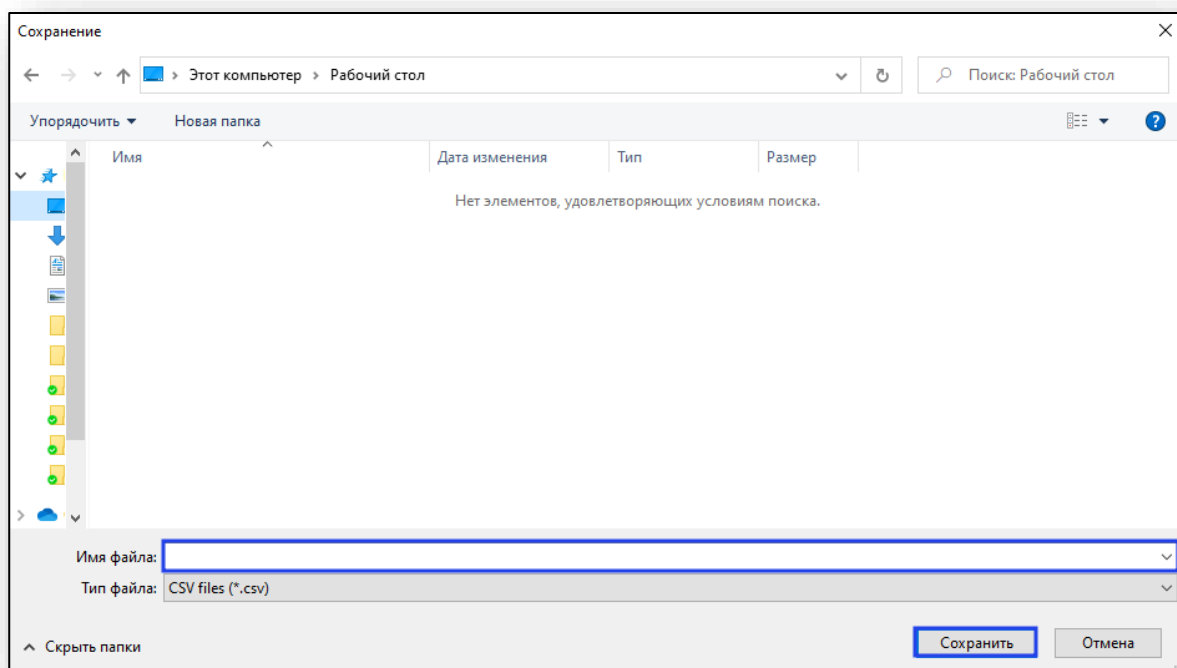 Сохранение
Этот компьютер › Рабочий стол
Поиск: Рабочий стол
Упорядочить
Новая папка
Имя
Дата изменения
Тип
Размер
Нет элементов, удовлетворяющих условиям поиска.
Имя файла:
Тип файла: CSV files (*.csv)
Скрыть папки
Сохранить
Отмена